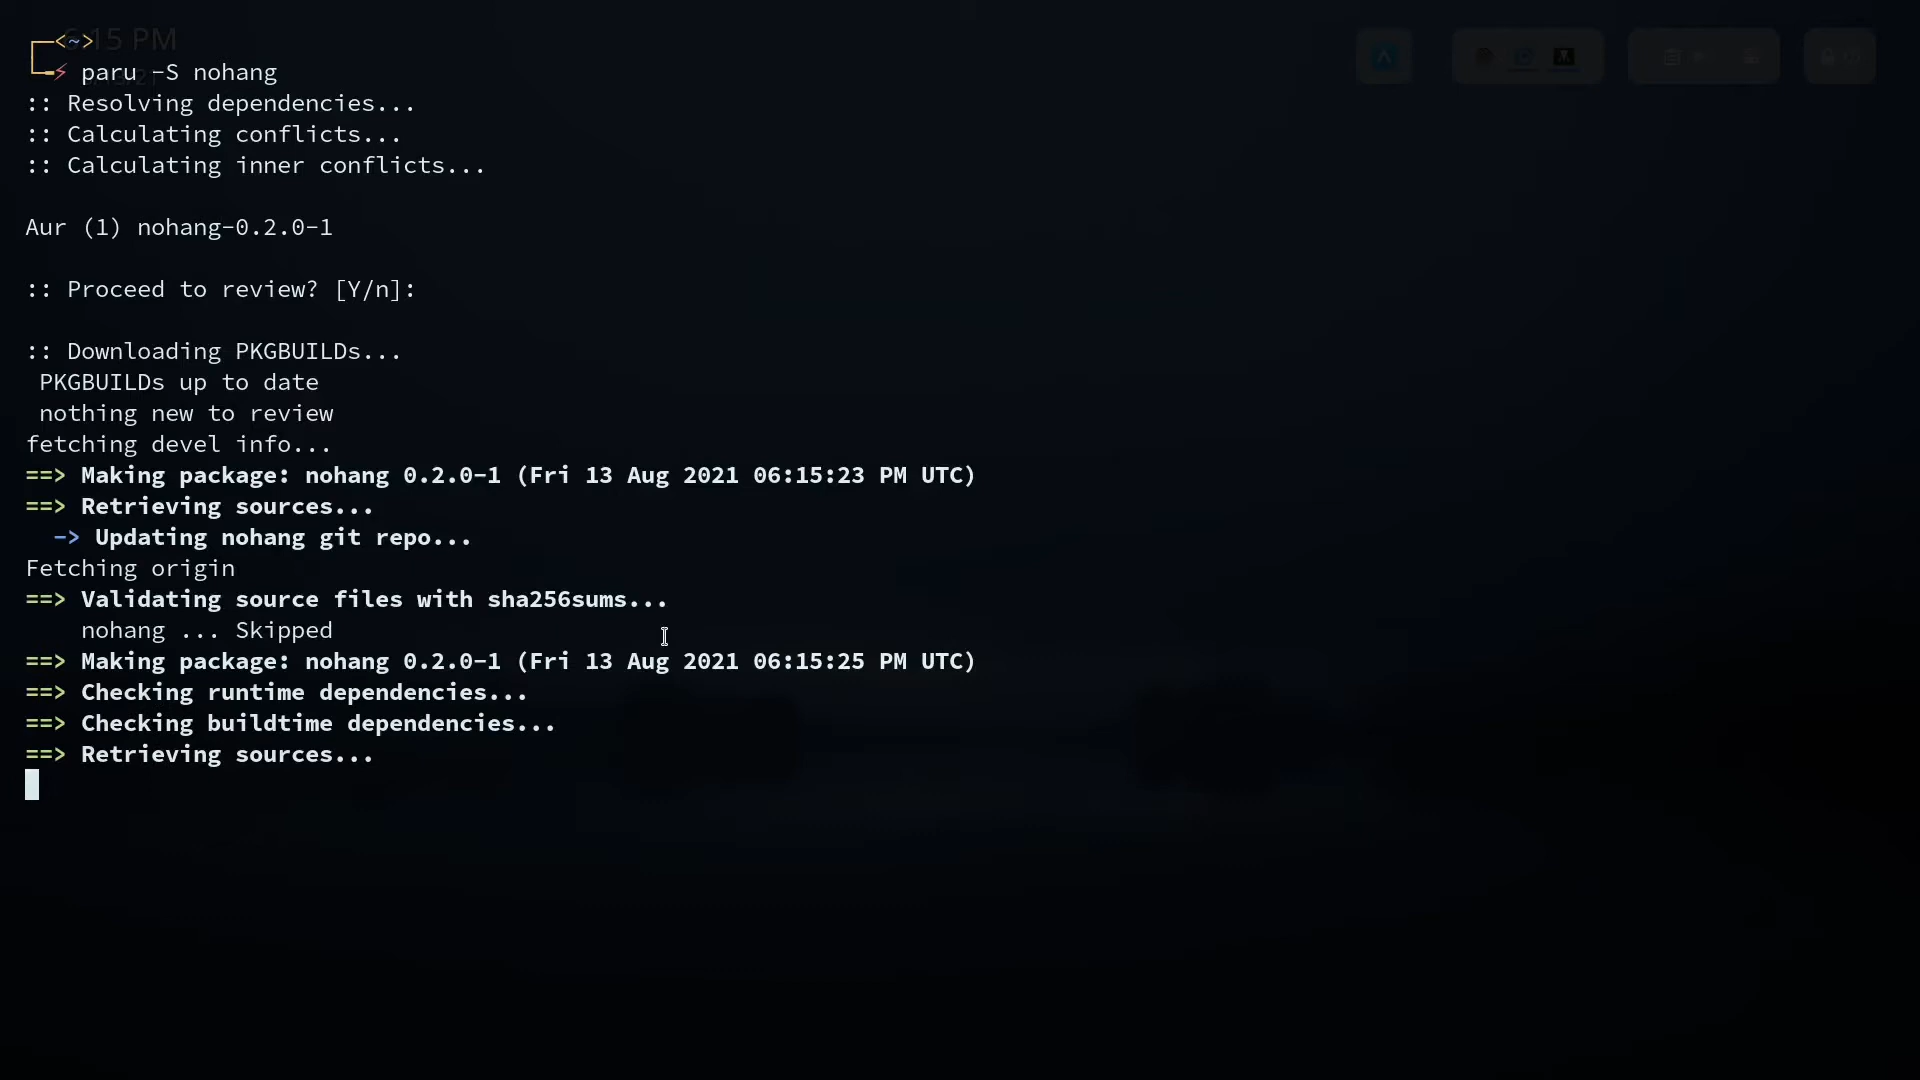 6:15 PM
<~>
paru -S nohang
:: Resolving dependencies...
:: Calculating conflicts...
:: Calculating inner conflicts...
Aur (1) nohang-0.2.0-1
:: Proceed to review? [Y/n]:
:: Downloading PKGBUILDs...
PKGBUILDs up to date
nothing new to review
fetching devel info...
==> Making package: nohang 0.2.0-1 (Fri 13 Aug 2021 06:15:23 PM UTC)
==> Retrieving sources...
-> Updating nohang git repo...
Fetching origin
==> Validating source files with sha256sums...
nohang ... Skipped
==> Making package: nohang 0.2.0-1 (Fri 13 Aug 2021 06:15:25 PM UTC)
==> Checking runtime dependencies...
==> Checking buildtime dependencies...
==> Retrieving sources...